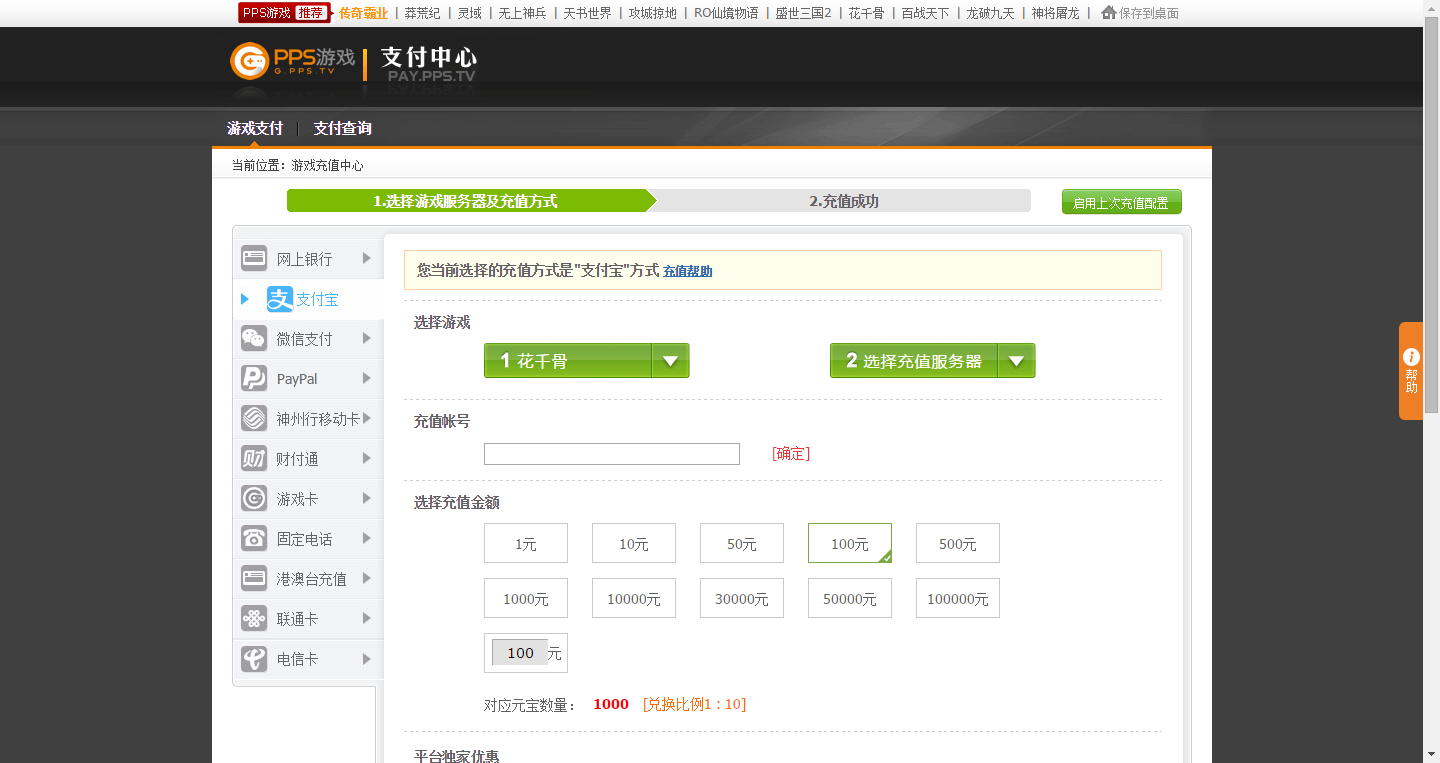 PPS游戏 推荐 传奇霸业 | 莽荒纪 | 灵域 | 无上神兵 | 天书世界 | 攻城掠地 | RO仙境物语 | 盛世三国2 | 花千骨 | 百战天下 | 龙破九天 | 神将屠龙 | 保存到桌面
PPS游戏
G.PPS.TV
支付中心
PAY.PPS.TV
游戏支付 | 支付查询
当前位置：游戏充值中心
1.选择游戏服务器及充值方式
2.充值成功
启用上次充值配置
网上银行
支付宝
微信支付
PayPal
神州行移动卡
财付通
游戏卡
固定电话
港澳台充值
联通卡
电信卡
您当前选择的充值方式是"支付宝"方式 充值帮助
选择游戏
1 花千骨
2 选择充值服务器
充值帐号
[确定]
选择充值金额
1元 10元 50元 100元 500元
1000元 10000元 30000元 50000元 100000元
100 元
对应元宝数量： 1000 [兑换比例1：10]
平台独家优惠
帮助